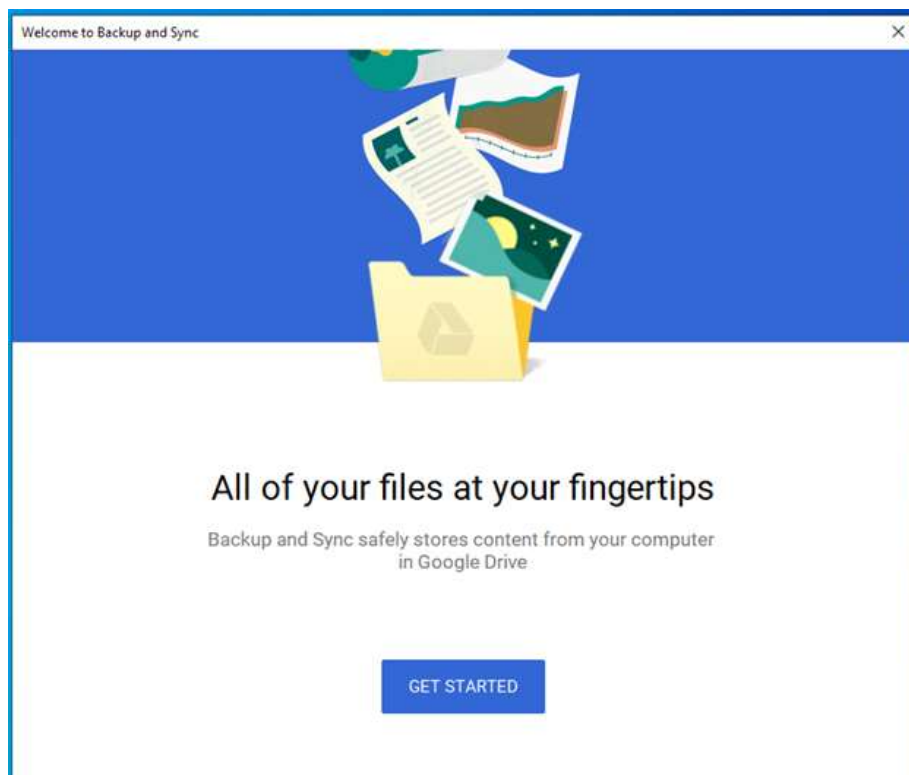 Welcome to Backup and Sync
All of your files at your fingertips
Backup and Sync safely stores content from your computer
in Google Drive
GET STARTED